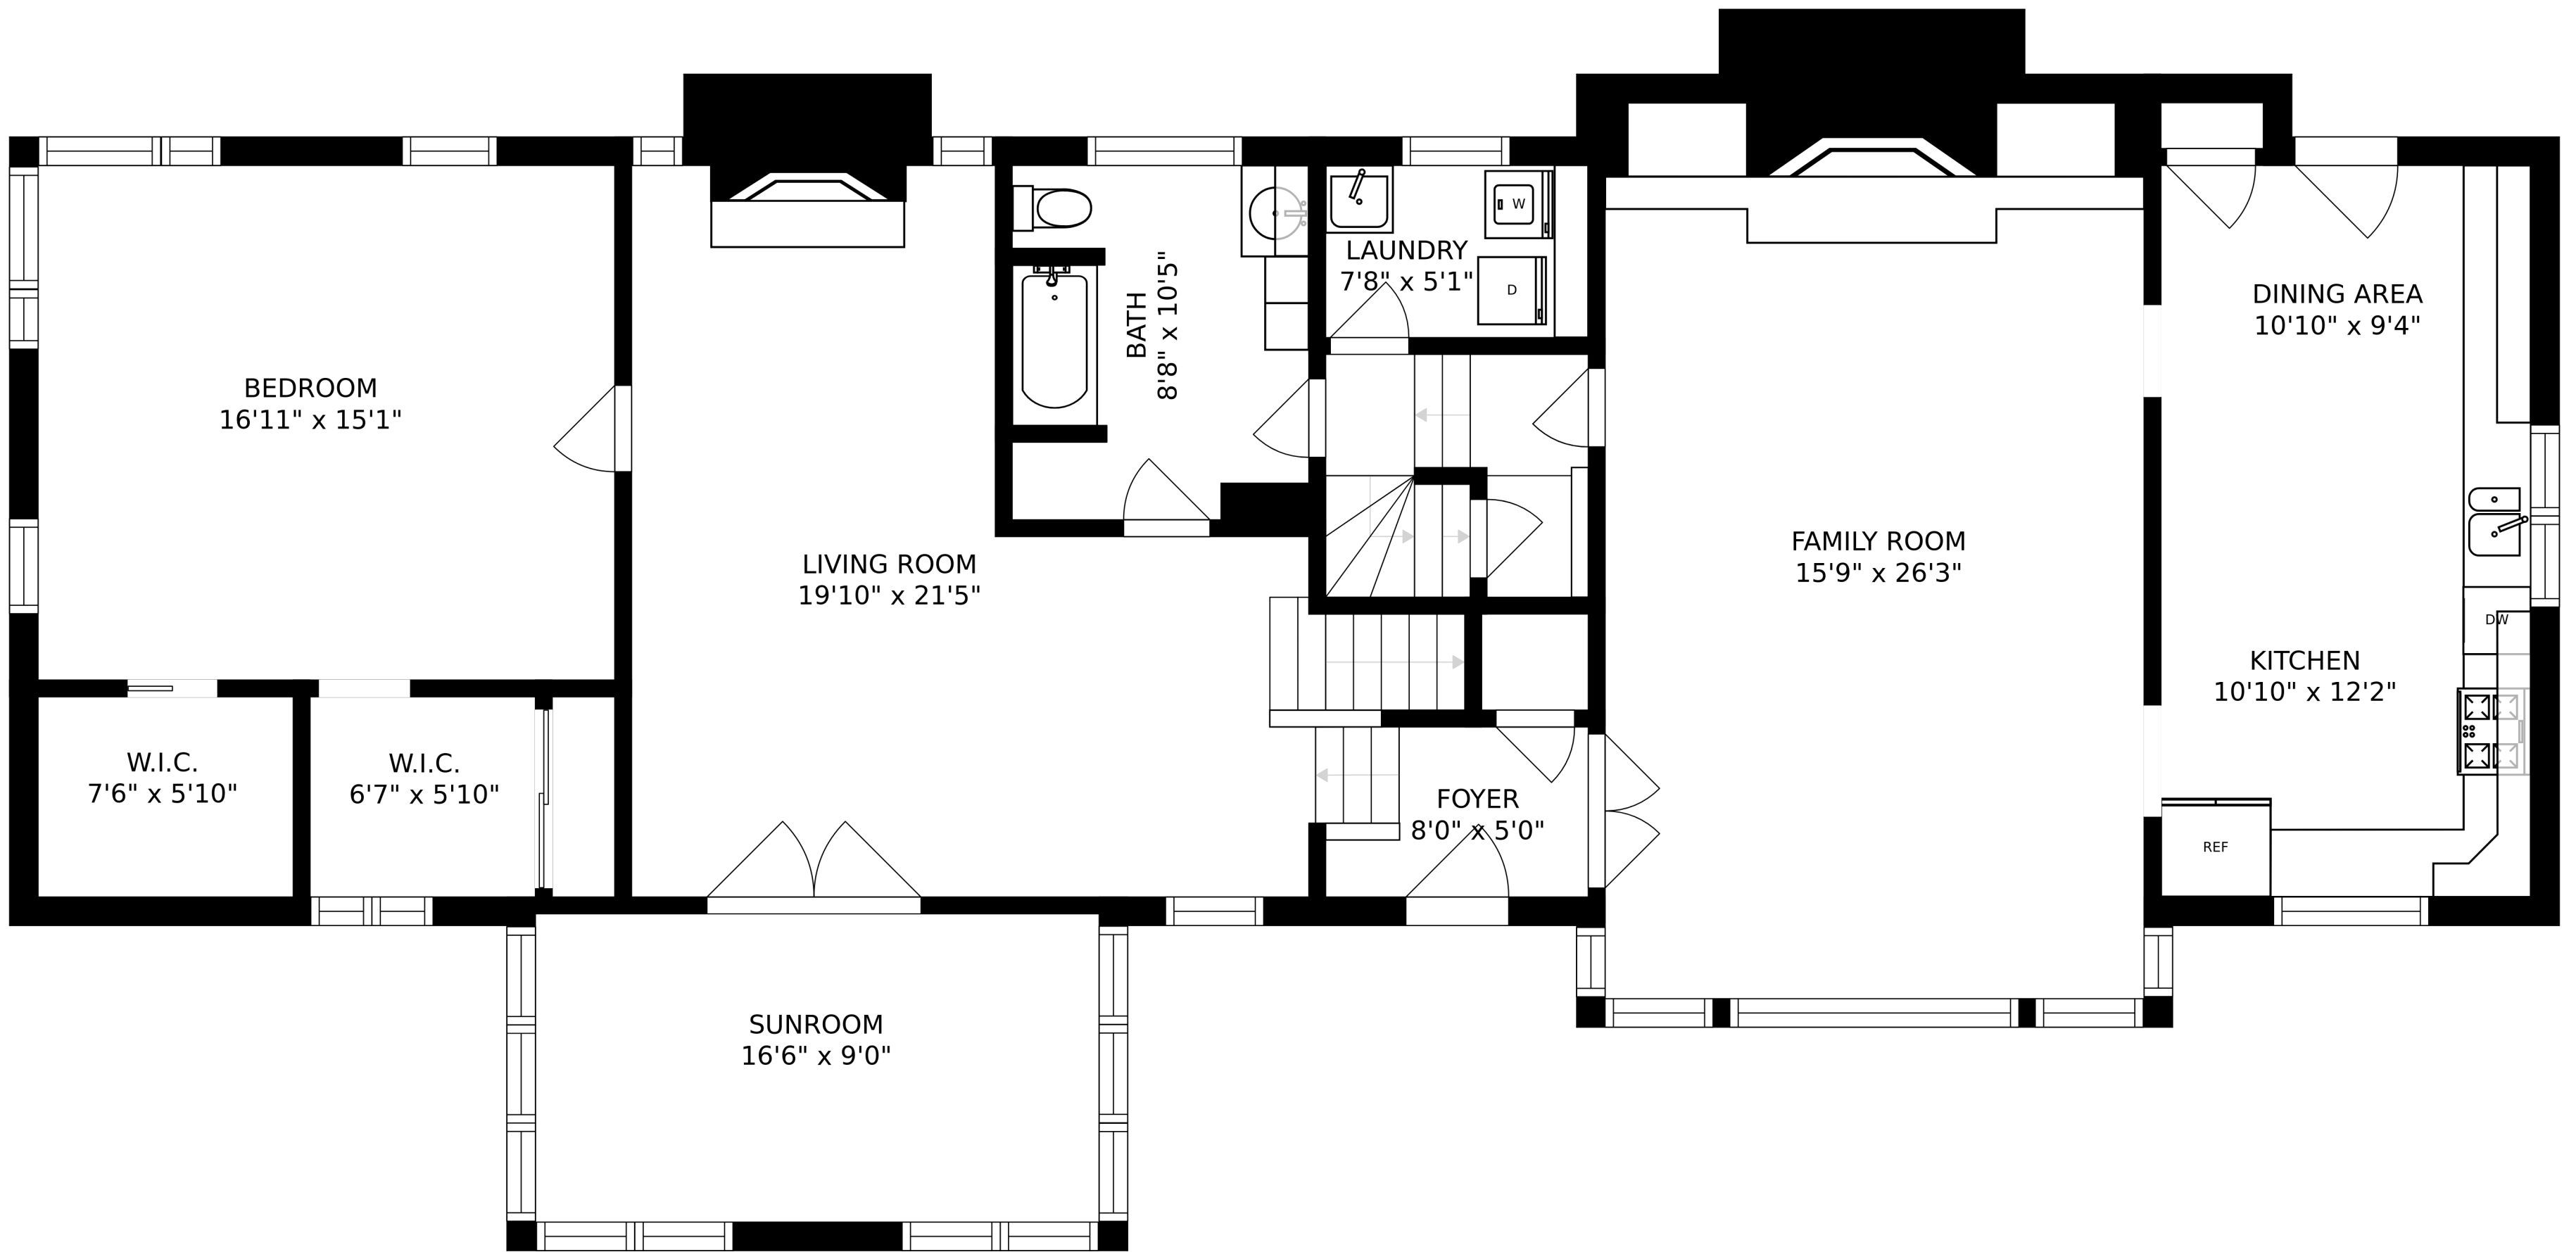 BEDROOM
16'11" x 15'1"
W.I.C.
7'6" x 5'10"
W.I.C.
6'7" x 5'10"
LIVING ROOM
19'10" x 21'5"
SUNROOM
16'6" x 9'0"
BATH
8'8" x 10'5"
LAUNDRY
7'8" x 5'1"
W
D
FOYER
8'0" x 5'0"
FAMILY ROOM
15'9" x 26'3"
DINING AREA
10'10" x 9'4"
KITCHEN
10'10" x 12'2"
DW
REF